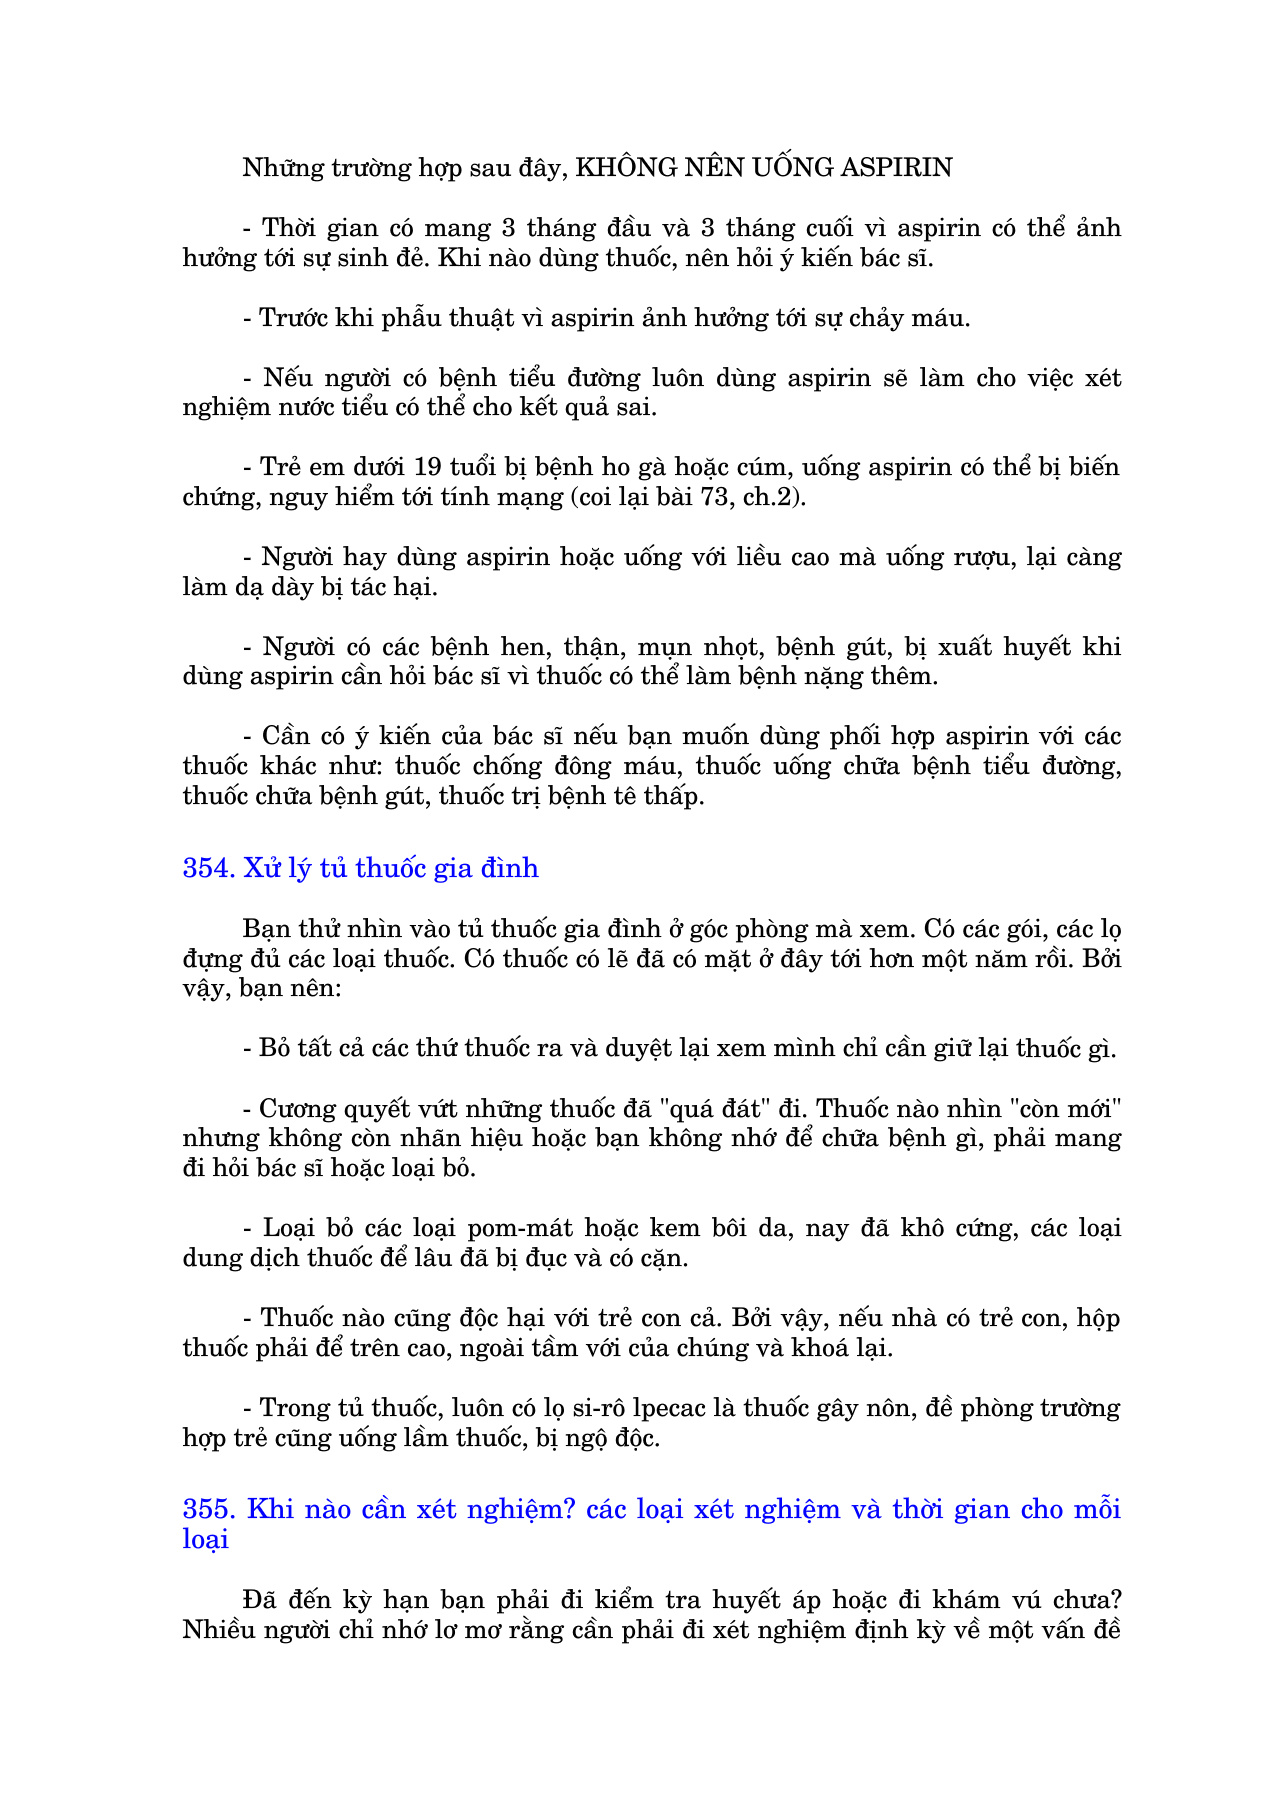 Những trường hợp sau đây, KHÔNG NÊN UỐNG ASPIRIN
- Thời gian có mang 3 tháng đầu và 3 tháng cuối vì aspirin có thể ảnh
hưởng tới sự sinh đẻ. Khi nào dùng thuốc, nên hỏi ý kiến bác sĩ.
- Trước khi phẫu thuật vì aspirin ảnh hưởng tới sự chảy máu.
- Nếu người có bệnh tiểu đường luôn dùng aspirin sẽ làm cho việc xét
nghiệm nước tiểu có thể cho kết quả sai.
- Trẻ em dưới 19 tuổi bị bệnh ho gà hoặc cúm, uống aspirin có thể bị biến
chứng, nguy hiểm tới tính mạng (coi lại bài 73, ch.2).
- Người hay dùng aspirin hoặc uống với liều cao mà uống rượu, lại càng
làm dạ dày bị tác hại.
- Người có các bệnh hen, thận, mụn nhọt, bệnh gút, bị xuất huyết khi
dùng aspirin cần hỏi bác sĩ vì thuốc có thể làm bệnh nặng thêm.
- Cần có ý kiến của bác sĩ nếu bạn muốn dùng phối hợp aspirin với các
thuốc khác như: thuốc chống đông máu, thuốc uống chữa bệnh tiểu đường,
thuốc chữa bệnh gút, thuốc trị bệnh tê thấp.
354. Xử lý tủ thuốc gia đình
Bạn thử nhìn vào tủ thuốc gia đình ở góc phòng mà xem. Có các gói, các lọ
đựng đủ các loại thuốc. Có thuốc có lẽ đã có mặt ở đây tới hơn một năm rồi. Bởi
vậy, bạn nên:
- Bỏ tất cả các thứ thuốc ra và duyệt lại xem mình chỉ cần giữ lại thuốc gì.
- Cương quyết vứt những thuốc đã "quá đát" đi. Thuốc nào nhìn "còn mới"
nhưng không còn nhãn hiệu hoặc bạn không nhớ để chữa bệnh gì, phải mang
đi hỏi bác sĩ hoặc loại bỏ.
- Loại bỏ các loại pom-mát hoặc kem bôi da, nay đã khô cứng, các loại
dung dịch thuốc để lâu đã bị đục và có cặn.
- Thuốc nào cũng độc hại với trẻ con cả. Bởi vậy, nếu nhà có trẻ con, hộp
thuốc phải để trên cao, ngoài tầm với của chúng và khoá lại.
- Trong tủ thuốc, luôn có lọ si-rô lpecac là thuốc gây nôn, đề phòng trường
hợp trẻ cũng uống lầm thuốc, bị ngộ độc.
355. Khi nào cần xét nghiệm? các loại xét nghiệm và thời gian cho mỗi
loại
Đã đến kỳ hạn bạn phải đi kiểm tra huyết áp hoặc đi khám vú chưa?
Nhiều người chỉ nhớ lơ mơ rằng cần phải đi xét nghiệm định kỳ về một vấn đề